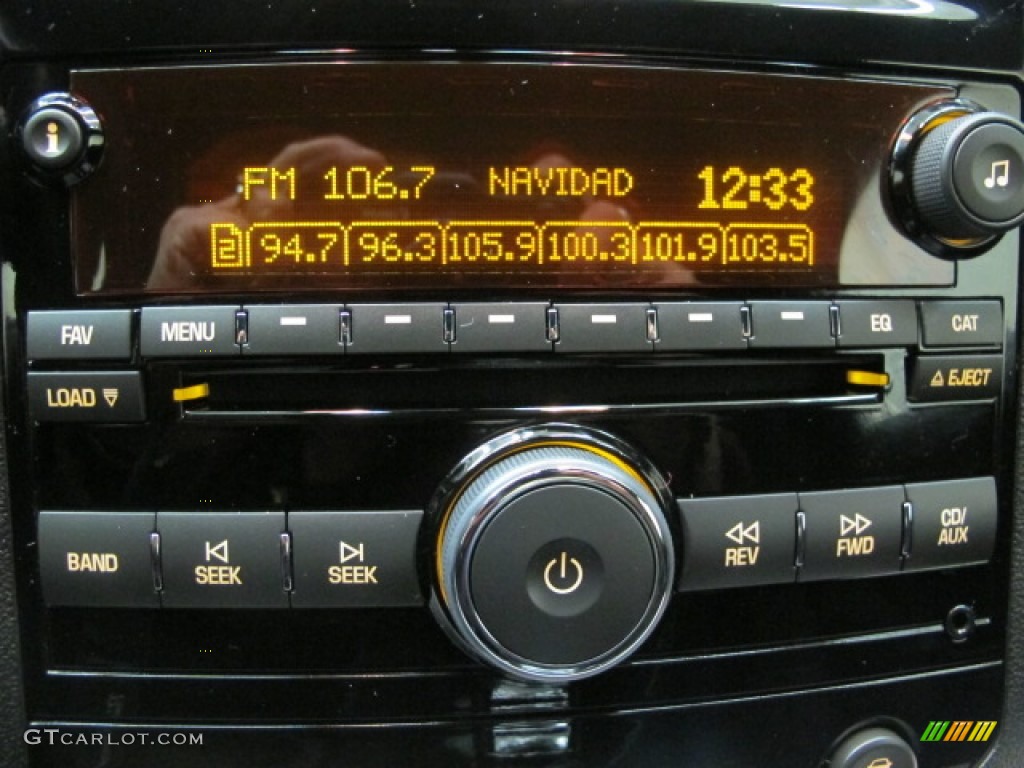 i
FM 106.7 NAVIDAD 12:33
2 94.7 96.3 105.9 100.3 101.9 103.5
FAV MENU EQ CAT
LOAD EJECT
BAND SEEK SEEK REV FWD CD/
AUX
GTCARLOT.COM